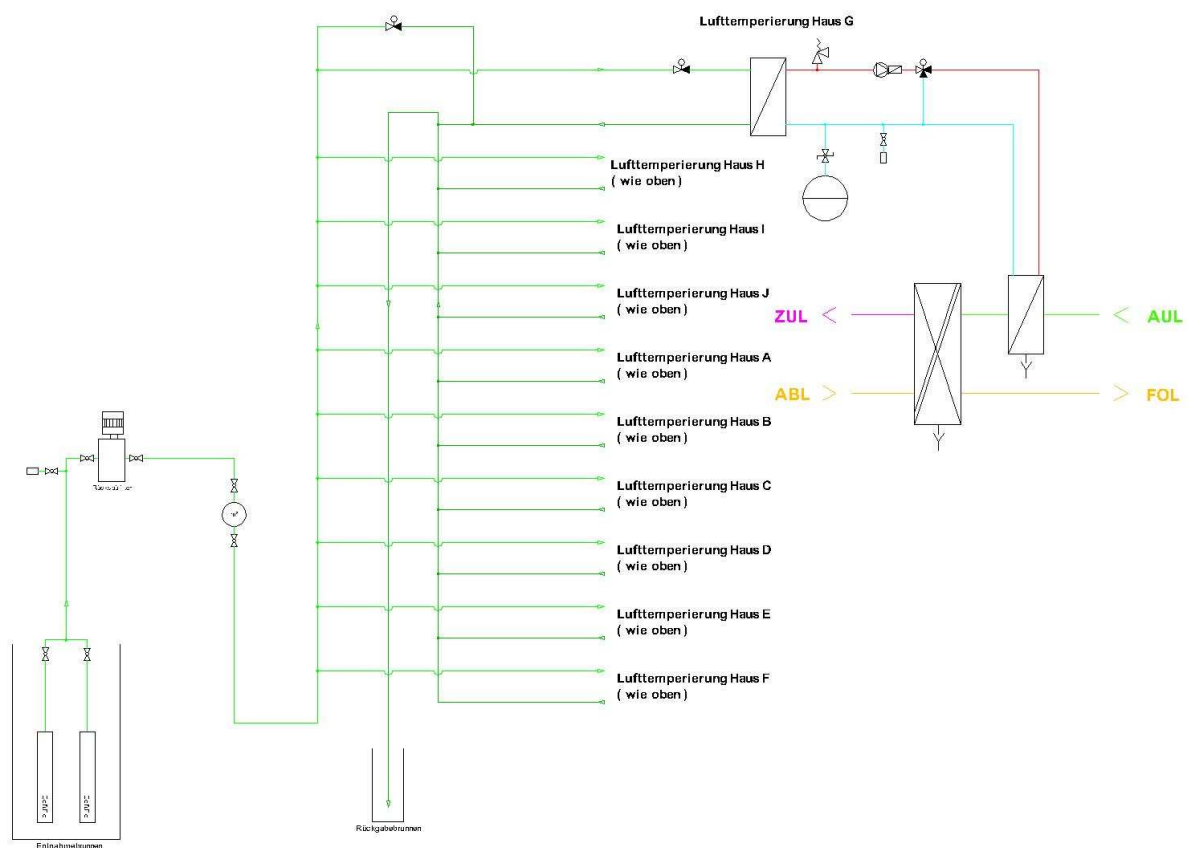 Lufttemperierung Haus G
Lufttemperierung Haus H
( wie oben )
Lufttemperierung Haus I
( wie oben )
Lufttemperierung Haus J
( wie oben )
ZUL
AUL
Lufttemperierung Haus A
( wie oben )
ABL
FOL
Lufttemperierung Haus B
( wie oben )
Lufttemperierung Haus C
( wie oben )
Lufttemperierung Haus D
( wie oben )
Lufttemperierung Haus E
( wie oben )
Lufttemperierung Haus F
( wie oben )
Rückgabebrunnen
Entnahmebrunnen